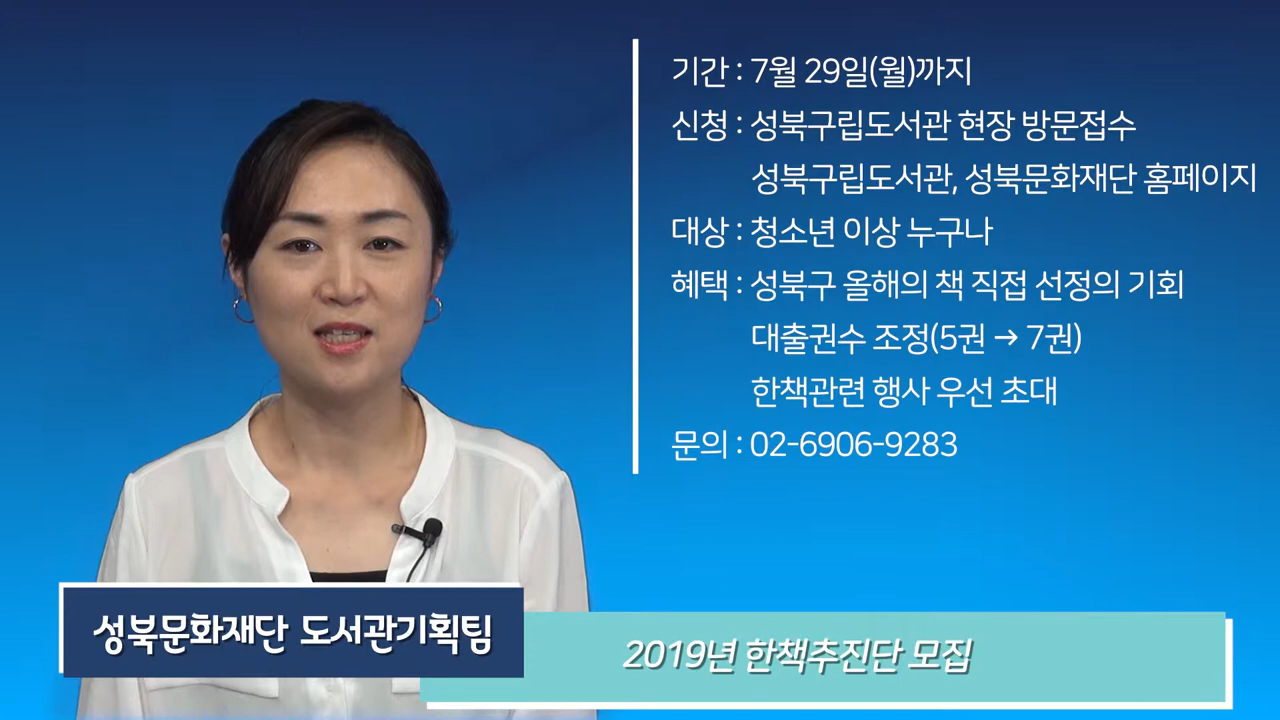 기간 : 7월 29일(월)까지
신청 : 성북구립도서관 현장 방문접수
성북구립도서관, 성북문화재단 홈페이지
대상 : 청소년 이상 누구나
혜택 : 성북구 올해의 책 직접 선정의 기회
대출권수 조정(5권 → 7권)
한책관련 행사 우선 초대
문의 : 02-6906-9283
성북문화재단 도서관기획팀
2019년 한책추진단 모집